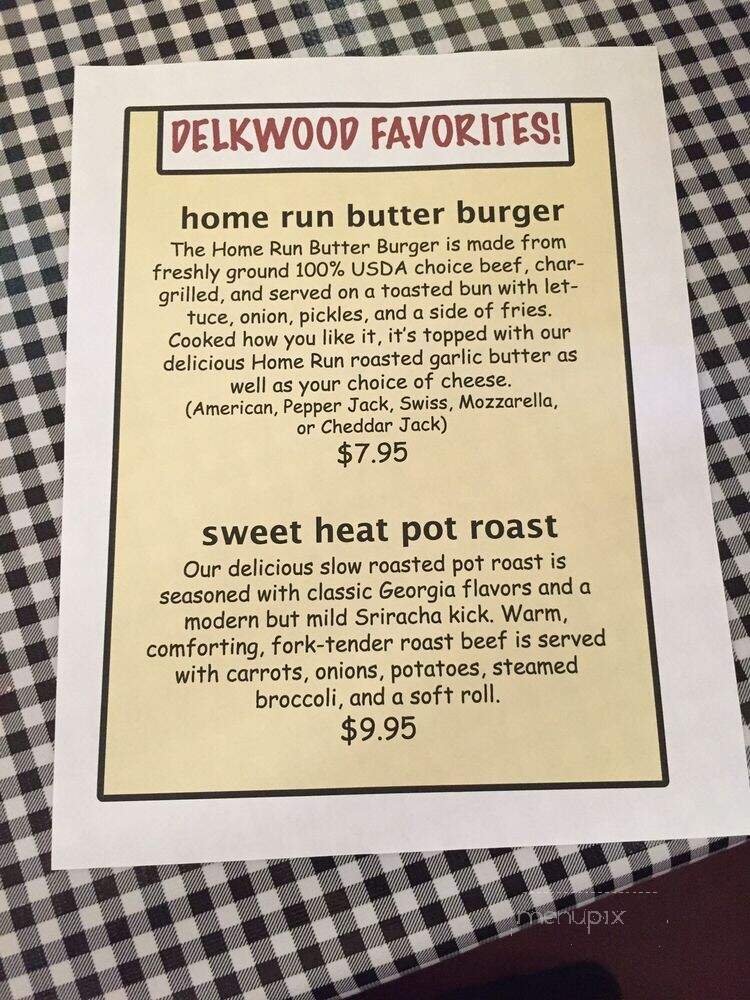 DELKWOOD FAVORITES!
home run butter burger
The Home Run Butter Burger is made from
freshly ground 100% USDA choice beef, char-
grilled, and served on a toasted bun with let-
tuce, onion, pickles, and a side of fries.
Cooked how you like it, it's topped with our
delicious Home Run roasted garlic butter as
well as your choice of cheese.
(American, Pepper Jack, Swiss, Mozzarella,
or Cheddar Jack)
$7.95
sweet heat pot roast
Our delicious slow roasted pot roast is
seasoned with classic Georgia flavors and a
modern but mild Sriracha kick. Warm,
comforting, fork-tender roast beef is served
with carrots, onions, potatoes, steamed
broccoli, and a soft roll.
$9.95
menupix